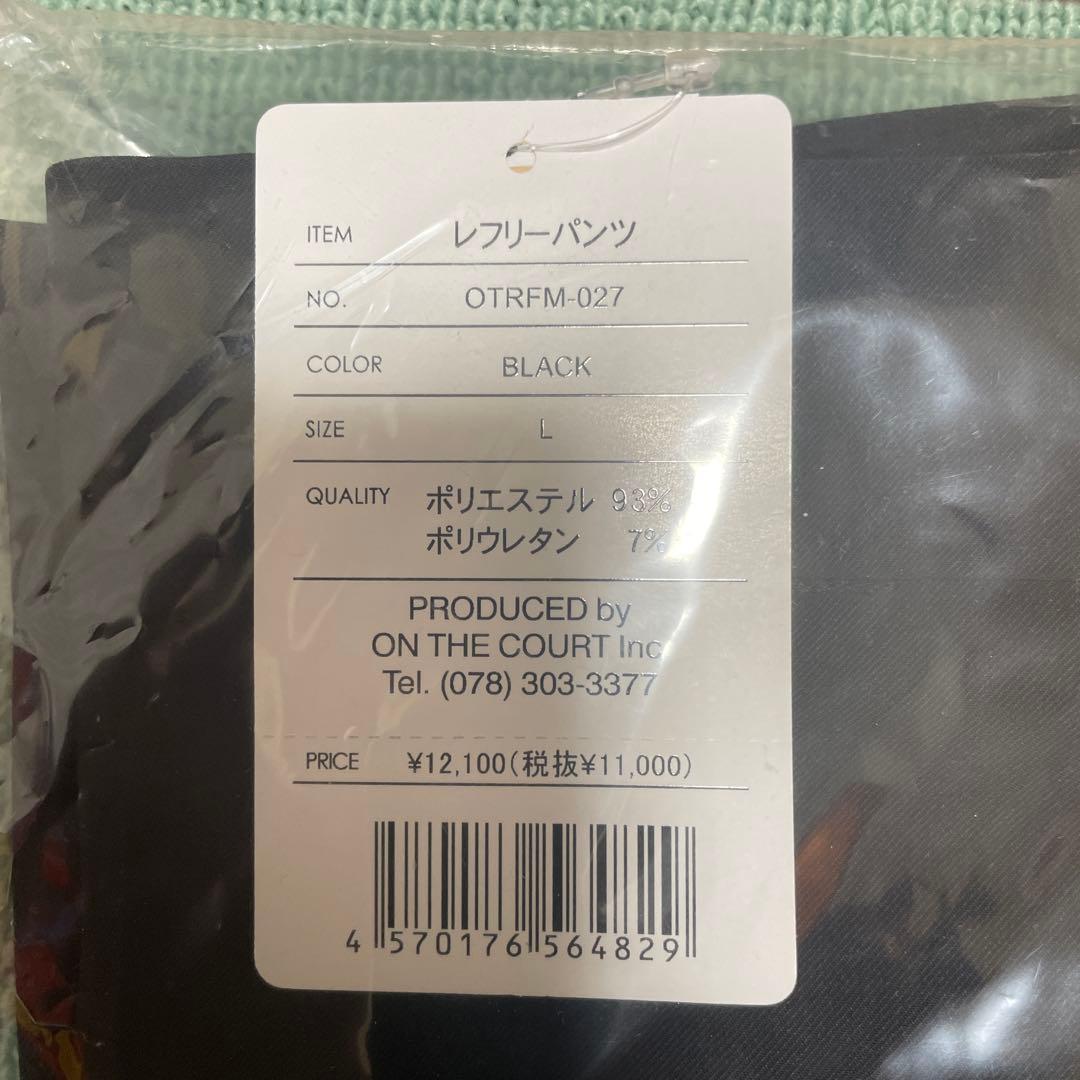 ITEM レフリーパンツ
NO. OTRFM-027
COLOR BLACK
SIZE L
QUALITY ポリエステル 93%
ポリウレタン 7%
PRODUCED by
ON THE COURT Inc
Tel. (078) 303-3377
PRICE ¥12,100(税抜¥11,000)
4 570176 564829